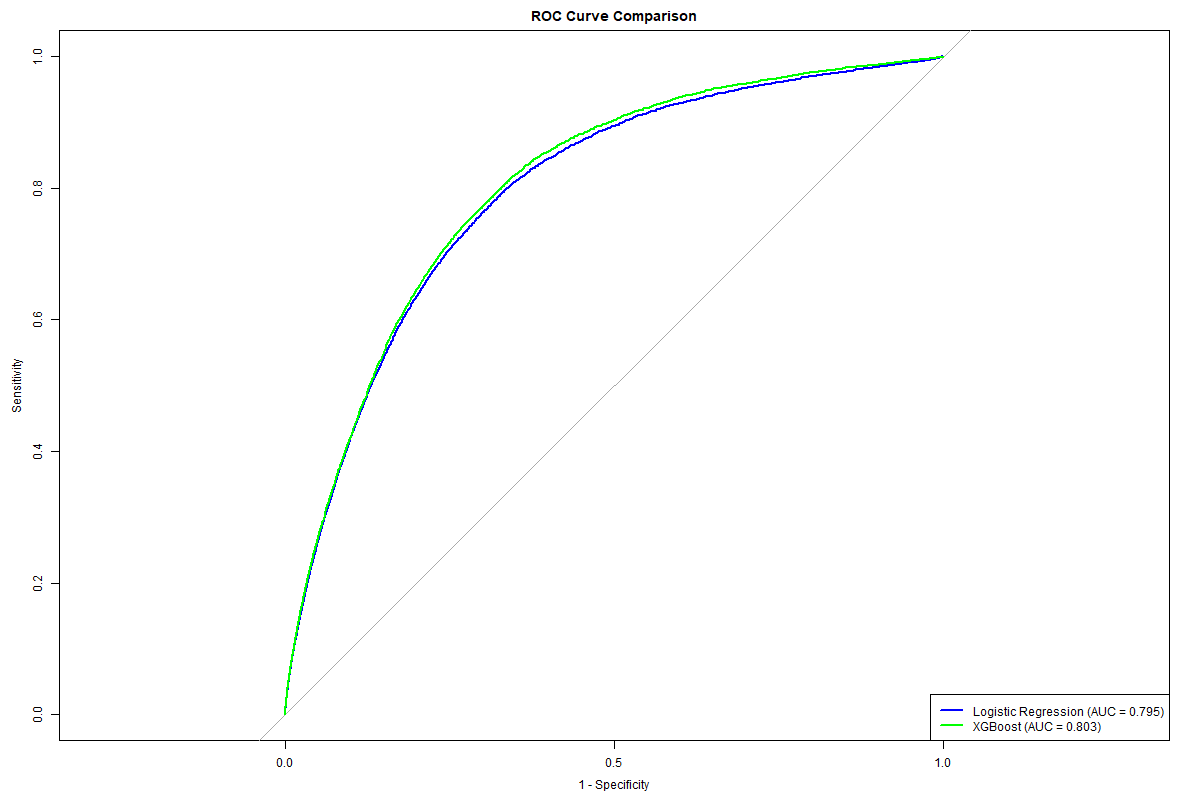 ROC Curve Comparison
1.0
0.8
0.6
0.4
0.2
0.0
Sensitivity
Logistic Regression (AUC = 0.795)
XGBoost (AUC = 0.803)
0.0
0.5
1.0
1 - Specificity